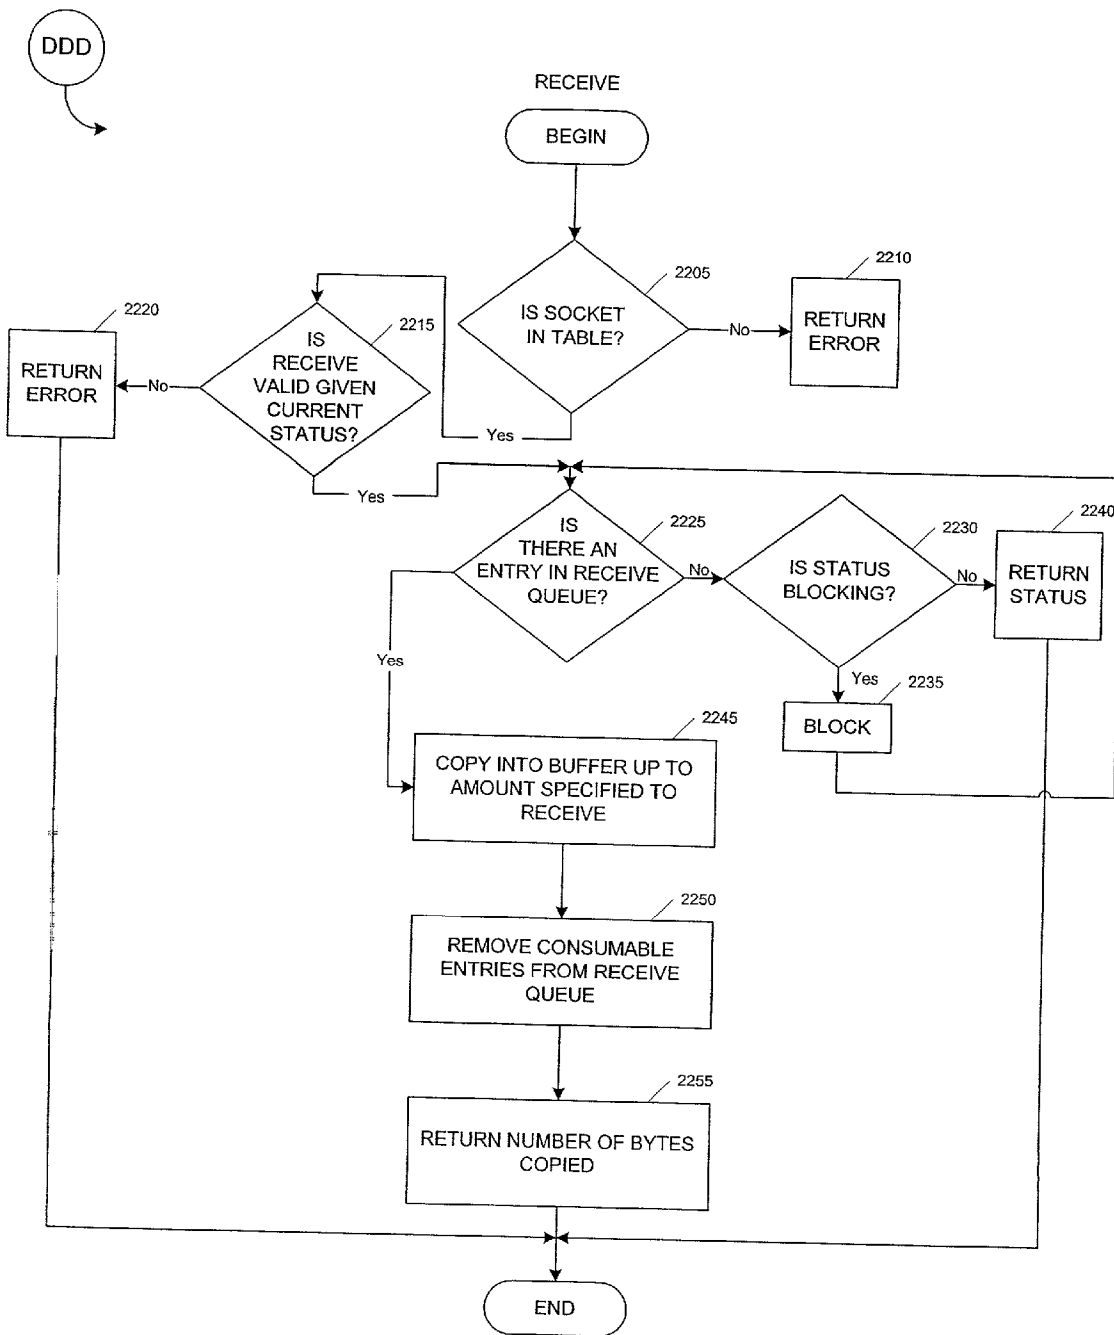 DDD
RECEIVE
BEGIN
2205
IS SOCKET
IN TABLE?
No
2210
RETURN
ERROR
2220
RETURN
ERROR
No
2215
IS
RECEIVE
VALID GIVEN
CURRENT
STATUS?
Yes
Yes
2225
IS
THERE AN
ENTRY IN RECEIVE
QUEUE?
No
2230
IS STATUS
BLOCKING?
No
2240
RETURN
STATUS
Yes
Yes
2235
BLOCK
2245
COPY INTO BUFFER UP TO
AMOUNT SPECIFIED TO
RECEIVE
2250
REMOVE CONSUMABLE
ENTRIES FROM RECEIVE
QUEUE
2255
RETURN NUMBER OF BYTES
COPIED
END